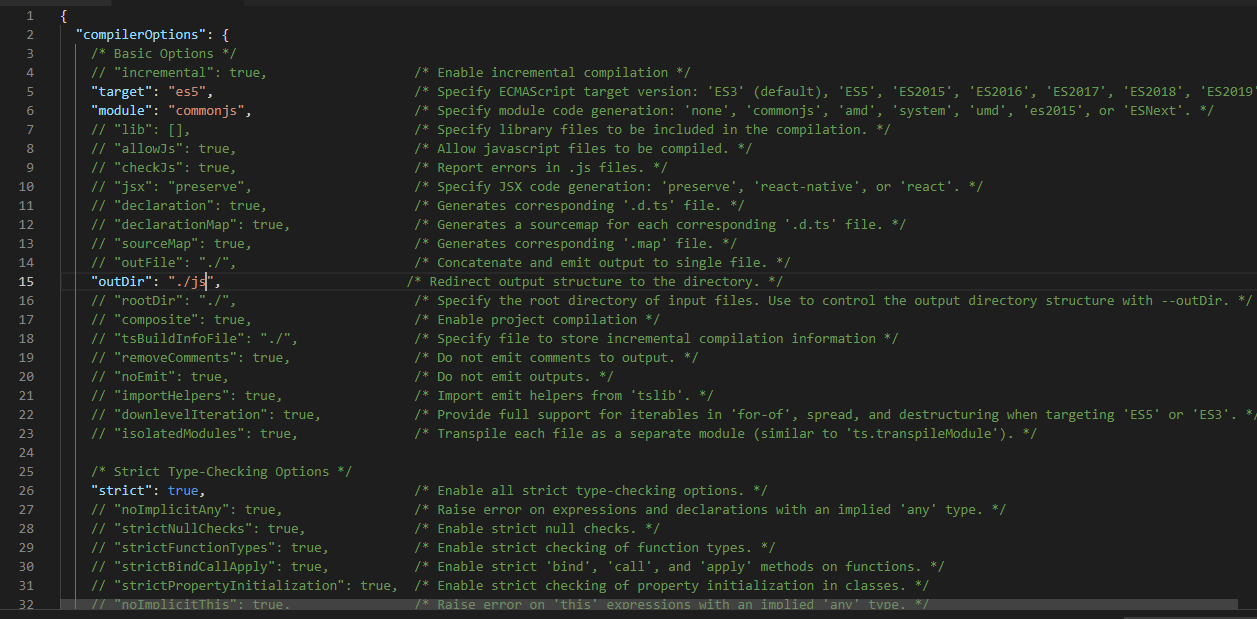 1 {
2 "compilerOptions": {
3 /* Basic Options */
4 // "incremental": true, /* Enable incremental compilation */
5 "target": "es5", /* Specify ECMAScript target version: 'ES3' (default), 'ES5', 'ES2015', 'ES2016', 'ES2017', 'ES2018', 'ES2019'
6 "module": "commonjs", /* Specify module code generation: 'none', 'commonjs', 'amd', 'system', 'umd', 'es2015', or 'ESNext'. */
7 // "lib": [], /* Specify library files to be included in the compilation. */
8 // "allowJs": true, /* Allow javascript files to be compiled. */
9 // "checkJs": true, /* Report errors in .js files. */
10 // "jsx": "preserve", /* Specify JSX code generation: 'preserve', 'react-native', or 'react'. */
11 // "declaration": true, /* Generates corresponding '.d.ts' file. */
12 // "declarationMap": true, /* Generates a sourcemap for each corresponding '.d.ts' file. */
13 // "sourceMap": true, /* Generates corresponding '.map' file. */
14 // "outFile": "./", /* Concatenate and emit output to single file. */
15 "outDir": "./js", /* Redirect output structure to the directory. */
16 // "rootDir": "./", /* Specify the root directory of input files. Use to control the output directory structure with --outDir. */
17 // "composite": true, /* Enable project compilation */
18 // "tsBuildInfoFile": "./", /* Specify file to store incremental compilation information */
19 // "removeComments": true, /* Do not emit comments to output. */
20 // "noEmit": true, /* Do not emit outputs. */
21 // "importHelpers": true, /* Import emit helpers from 'tslib'. */
22 // "downlevelIteration": true, /* Provide full support for iterables in 'for-of', spread, and destructuring when targeting 'ES5' or 'ES3'. */
23 // "isolatedModules": true, /* Transpile each file as a separate module (similar to 'ts.transpileModule'). */
24
25 /* Strict Type-Checking Options */
26 "strict": true, /* Enable all strict type-checking options. */
27 // "noImplicitAny": true, /* Raise error on expressions and declarations with an implied 'any' type. */
28 // "strictNullChecks": true, /* Enable strict null checks. */
29 // "strictFunctionTypes": true, /* Enable strict checking of function types. */
30 // "strictBindCallApply": true, /* Enable strict 'bind', 'call', and 'apply' methods on functions. */
31 // "strictPropertyInitialization": true, /* Enable strict checking of property initialization in classes. */
32 // "noImplicitThis": true, /* Raise error on 'this' expressions with an implied 'any' type. */